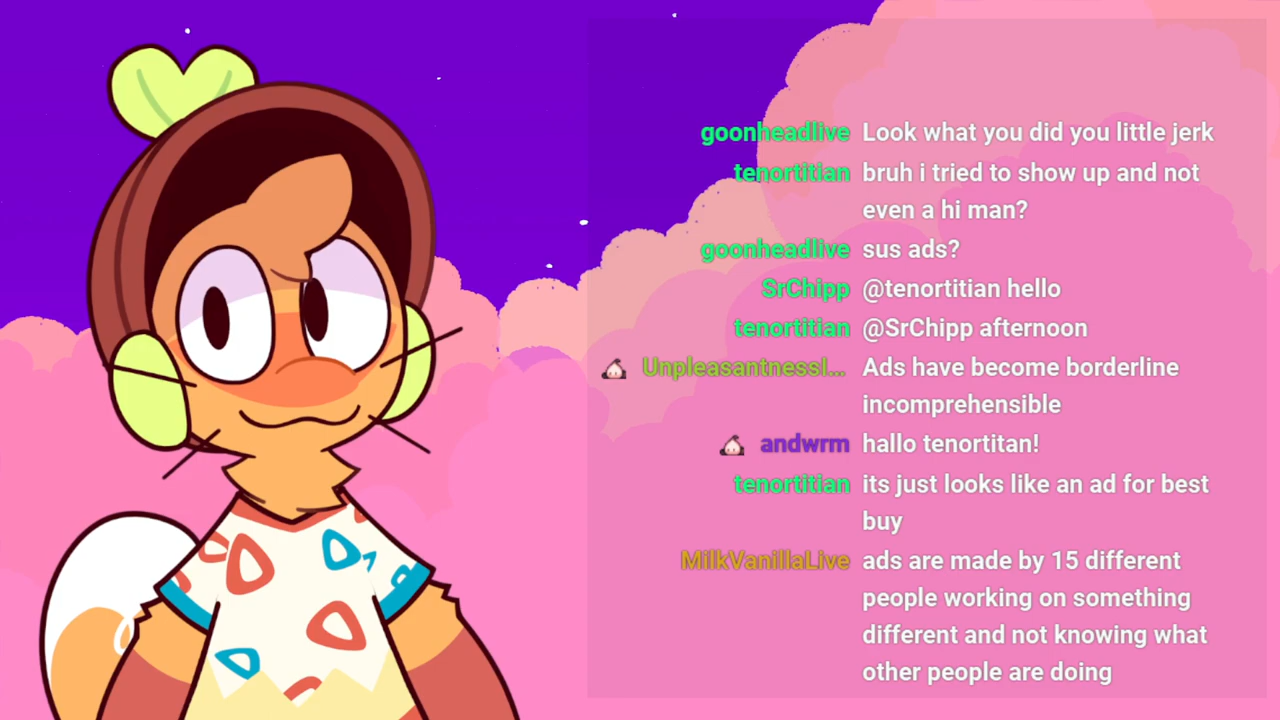 goonheadlive Look what you did you little jerk
tenortitian bruh i tried to show up and not
even a hi man?
goonheadlive sus ads?
SrChipp @tenortitian hello
tenortitian @SrChipp afternoon
Unpleasantnessl... Ads have become borderline
incomprehensible
andwrm hallo tenortitan!
tenortitian its just looks like an ad for best
buy
MilkVanillaLive ads are made by 15 different
people working on something
different and not knowing what
other people are doing